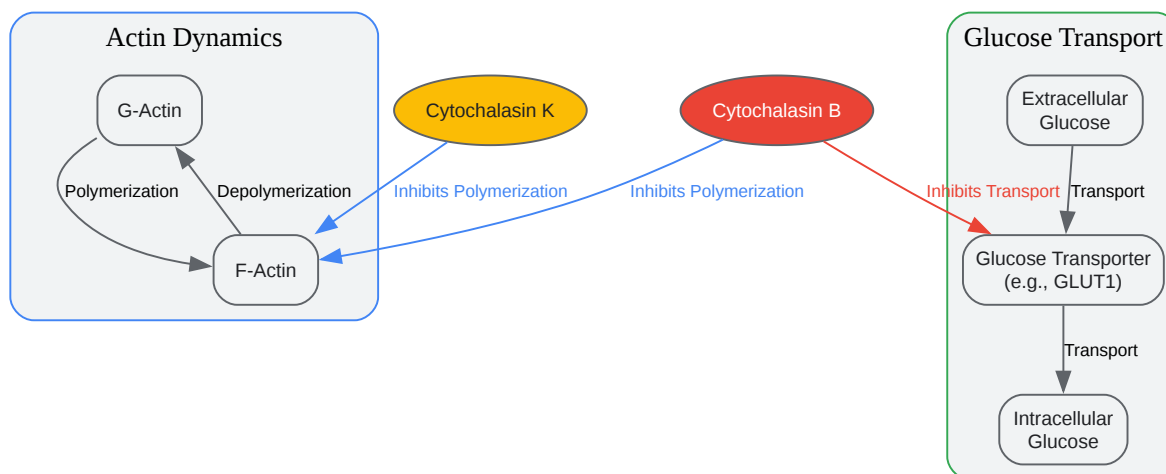 Actin Dynamics
Glucose Transport
G-Actin
Cytochalasin K
Cytochalasin B
Extracellular
Glucose
Polymerization
Depolymerization
Inhibits Polymerization
Inhibits Polymerization
Inhibits Transport
Transport
F-Actin
Glucose Transporter
(e.g., GLUT1)
Transport
Intracellular
Glucose